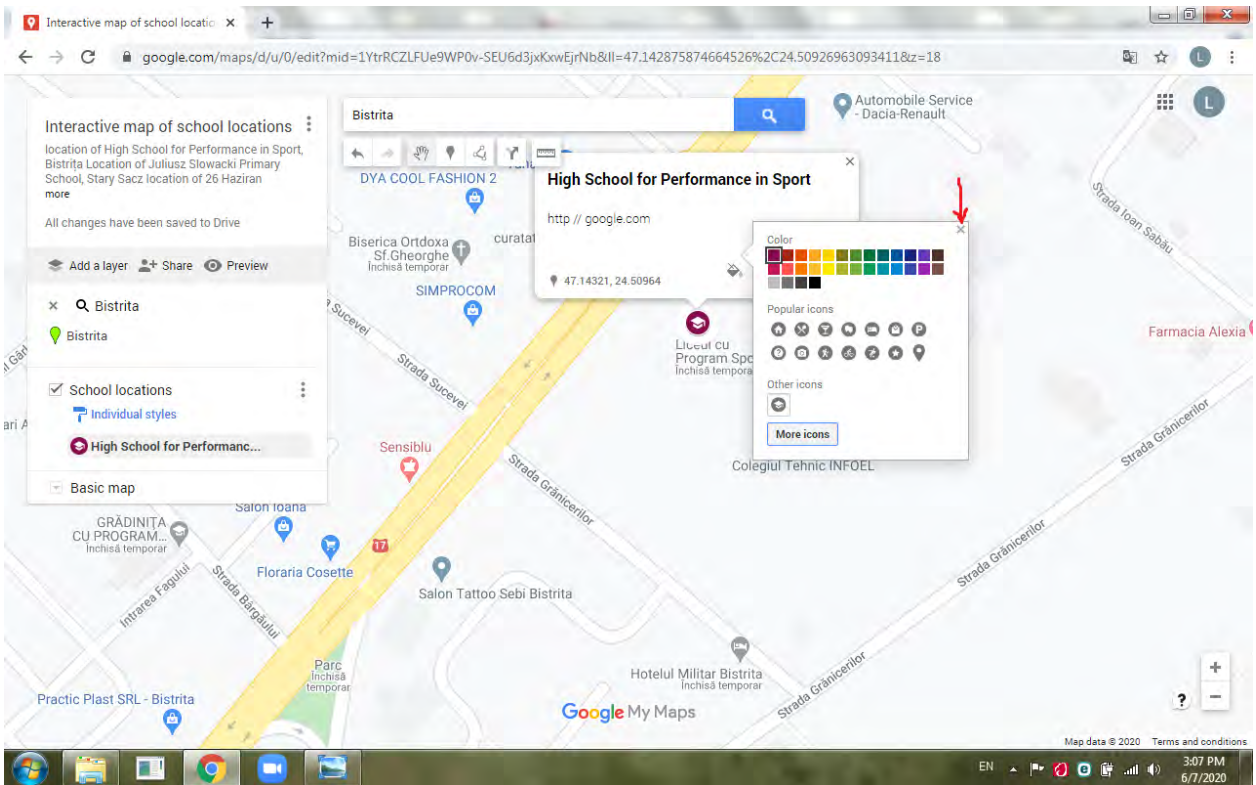 Interactive map of school locatio
google.com/maps/d/u/0/edit?mid=1YtrRCZLFUe9WP0v-SEU6d3jxKxwEjrNb&ll=47.142875874664526%2C24.50926963093411&z=18
L
Interactive map of school locations
location of High School for Performance in Sport,
Bistrița Location of Juliusz Slowacki Primary
School, Stary Sacz location of 26 Haziran
more
All changes have been saved to Drive
Add a layer
Share
Preview
Bistrita
Bistrita
School locations
Individual styles
High School for Performanc...
Basic map
Bistrita
L
Automobile Service
- Dacia-Renault
DYA COOL FASHION 2
Biserica Ortdoxa
Sf.Gheorghe
Închisă temporar
curatat
SIMPROCOM
High School for Performance in Sport
http // google.com
47.14321, 24.50964
Color
Popular icons
P
Other icons
More icons
Liceul cu
Program Spo
Închisă tempora
Colegiul Tehnic INFOEL
Strada Ioan Sabău
Farmacia Alexia
Sucevei
Strada Sucevei
Strada Grănicerilor
Strada Grănicerilor
Strada Grănicerilor
Strada Grănicerilor
Sensiblu
Salon Ioana
GRĂDINIȚA
CU PROGRAM...
Închisă temporar
17
Floraria Cosette
Intrarea Fagului
Strada Bârgăului
Salon Tattoo Sebi Bistrita
Parc
Închisă
temporar
Hotelul Militar Bistrita
Închisă temporar
Practic Plast SRL - Bistrita
Google My Maps
+
?
−
Map data © 2020 Terms and conditions
EN
3:07 PM
6/7/2020